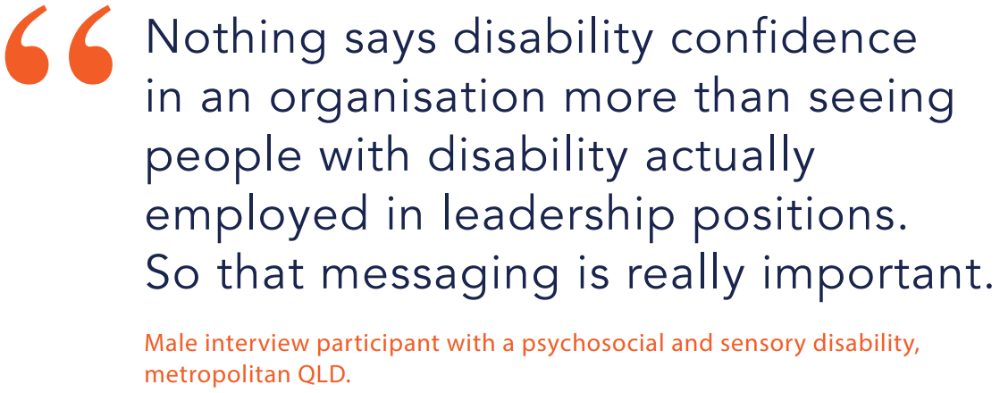 “
Nothing says disability confidence
in an organisation more than seeing
people with disability actually
employed in leadership positions.
So that messaging is really important.
Male interview participant with a psychosocial and sensory disability,
metropolitan QLD.